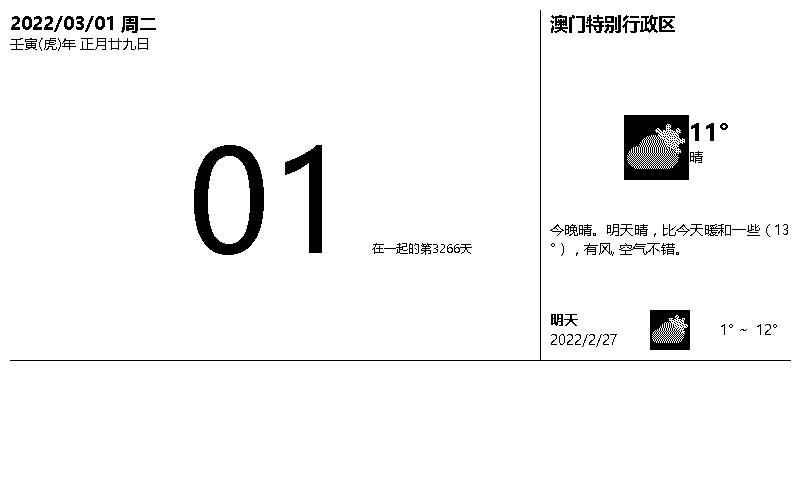 2022/03/01 周二
壬寅(虎)年 正月廿九日
01
在一起的第3266天
澳门特别行政区
11°
晴
今晚晴。明天晴，比今天暖和一些（13
°），有风, 空气不错。
明天
2022/2/27
1° ~ 12°